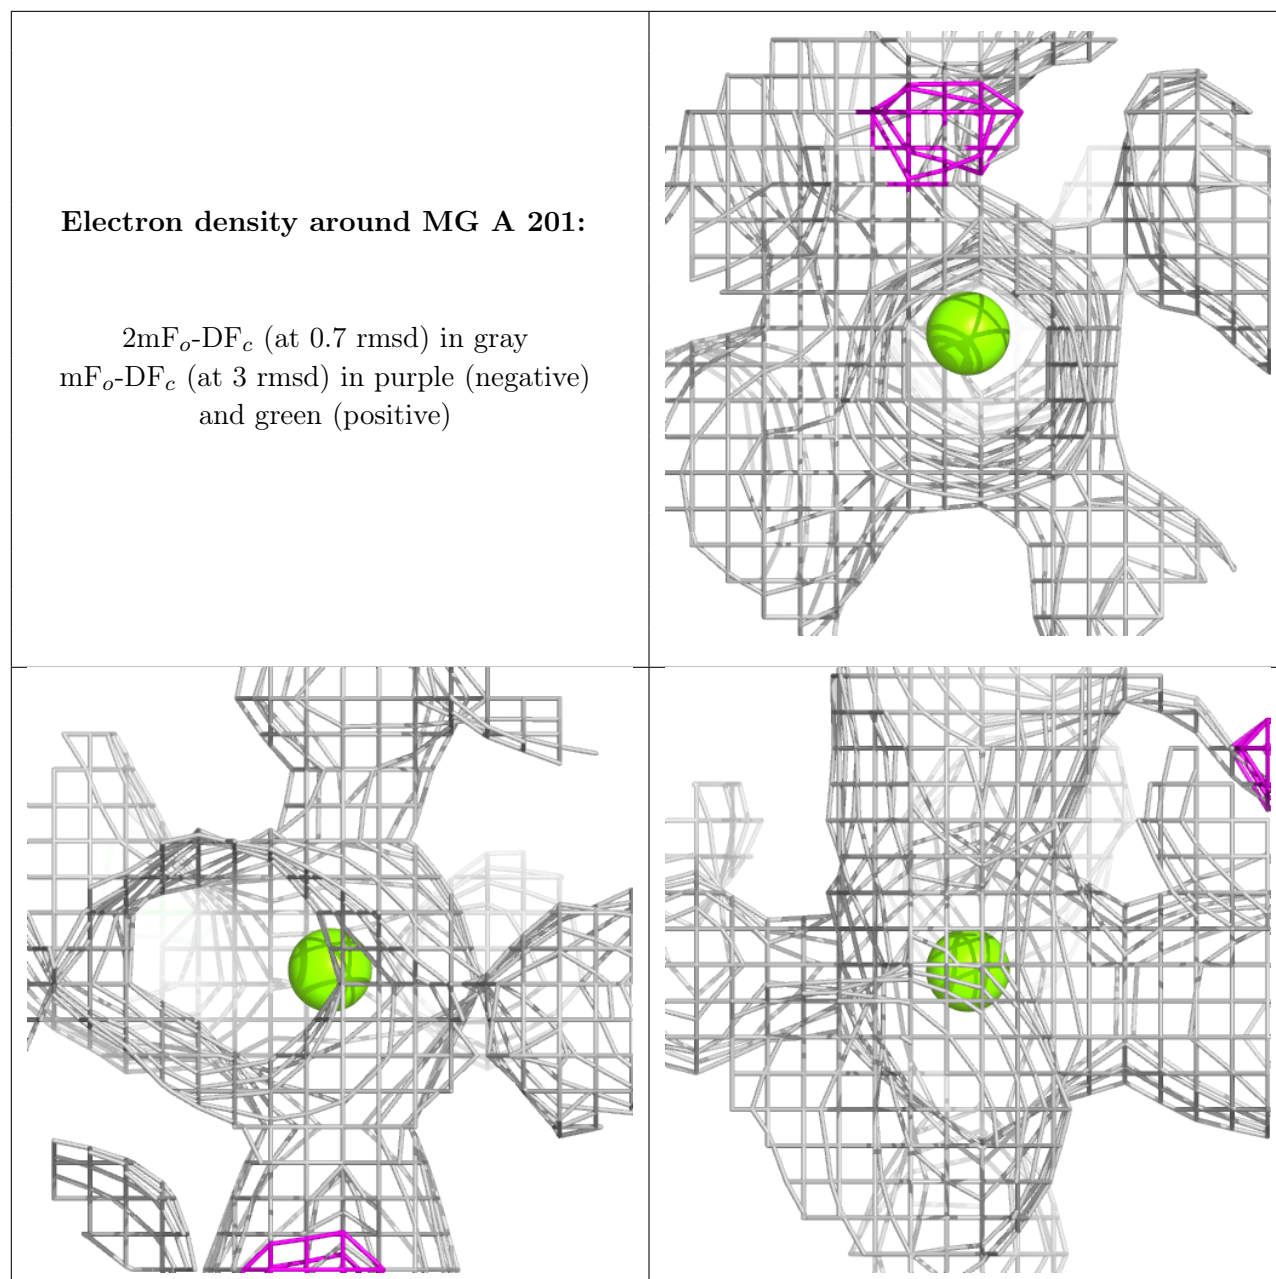 Electron density around MG A 201:
2mFo-DFc (at 0.7 rmsd) in gray
mFo-DFc (at 3 rmsd) in purple (negative)
and green (positive)